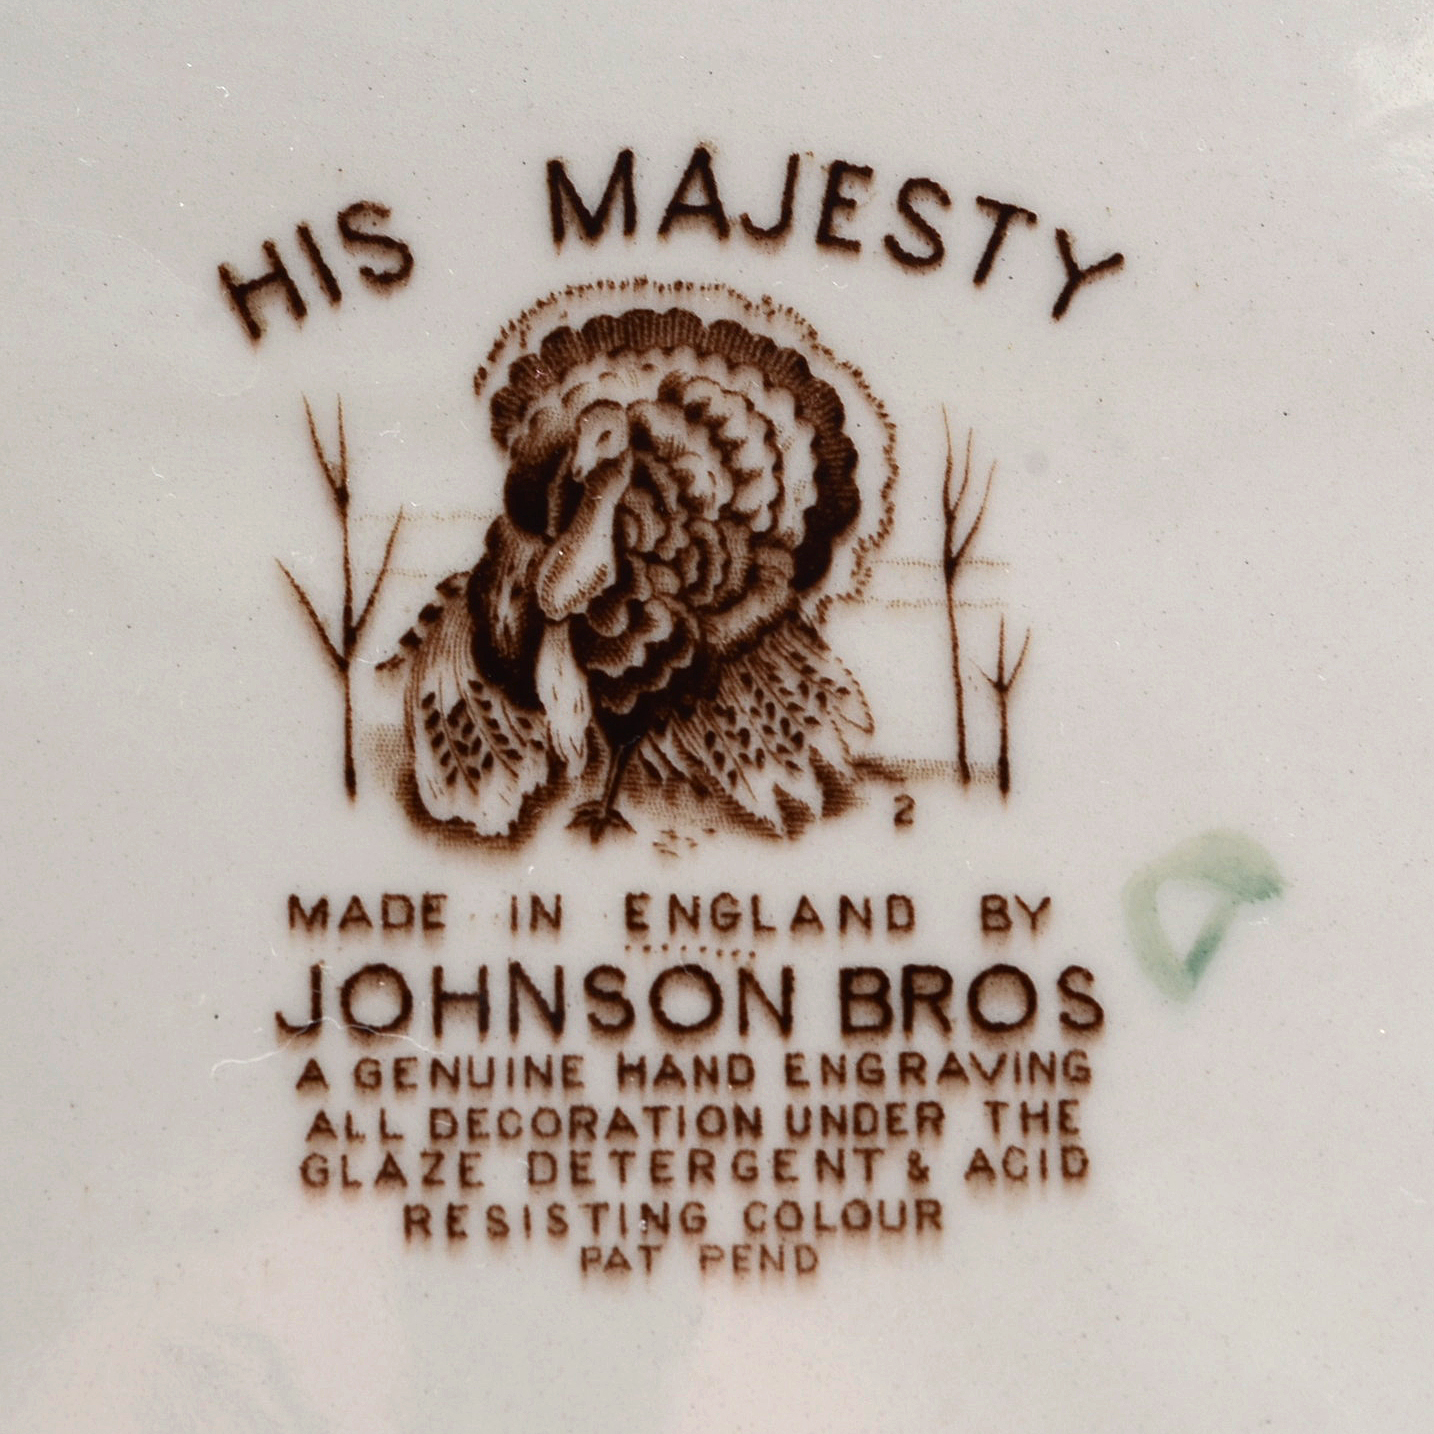 HIS MAJESTY
2
MADE IN ENGLAND BY
JOHNSON BROS
A GENUINE HAND ENGRAVING
ALL DECORATION UNDER THE
GLAZE DETERGENT & ACID
RESISTING COLOUR
PAT PEND